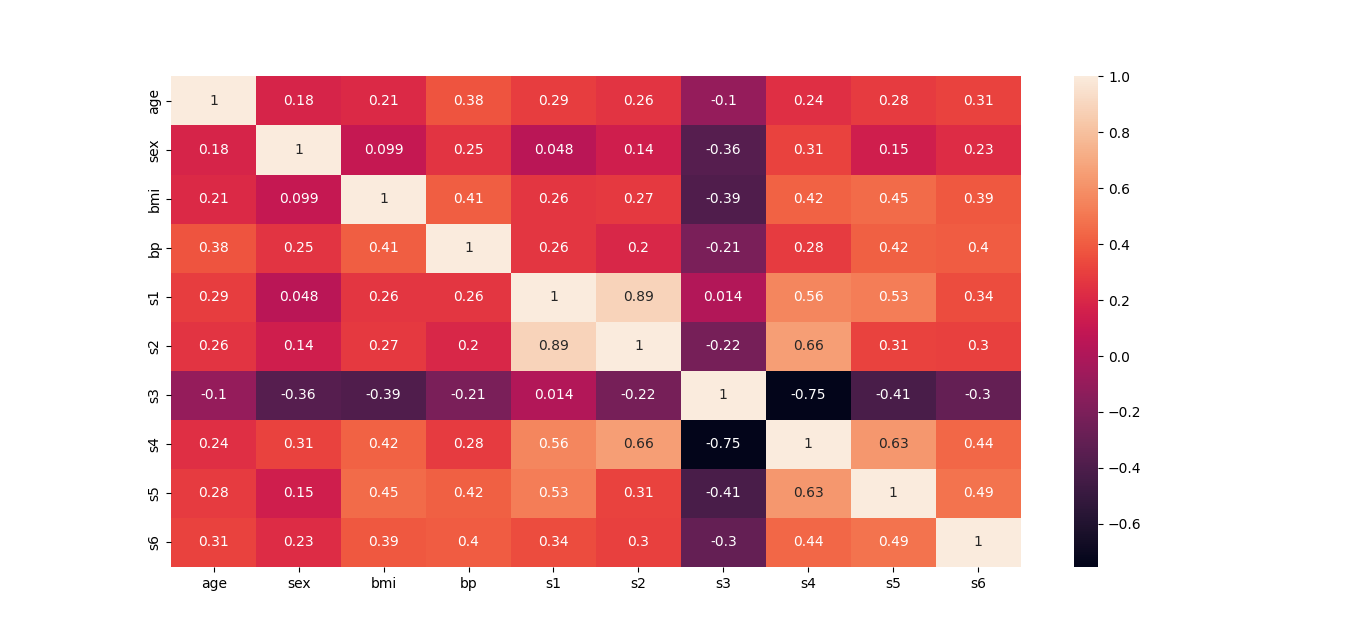 age 1 0.18 0.21 0.38 0.29 0.26 -0.1 0.24 0.28 0.31
sex 0.18 1 0.099 0.25 0.048 0.14 -0.36 0.31 0.15 0.23
bmi 0.21 0.099 1 0.41 0.26 0.27 -0.39 0.42 0.45 0.39
bp 0.38 0.25 0.41 1 0.26 0.2 -0.21 0.28 0.42 0.4
s1 0.29 0.048 0.26 0.26 1 0.89 0.014 0.56 0.53 0.34
s2 0.26 0.14 0.27 0.2 0.89 1 -0.22 0.66 0.31 0.3
s3 -0.1 -0.36 -0.39 -0.21 0.014 -0.22 1 -0.75 -0.41 -0.3
s4 0.24 0.31 0.42 0.28 0.56 0.66 -0.75 1 0.63 0.44
s5 0.28 0.15 0.45 0.42 0.53 0.31 -0.41 0.63 1 0.49
s6 0.31 0.23 0.39 0.4 0.34 0.3 -0.3 0.44 0.49 1
age sex bmi bp s1 s2 s3 s4 s5 s6
1.0
0.8
0.6
0.4
0.2
0.0
−0.2
−0.4
−0.6